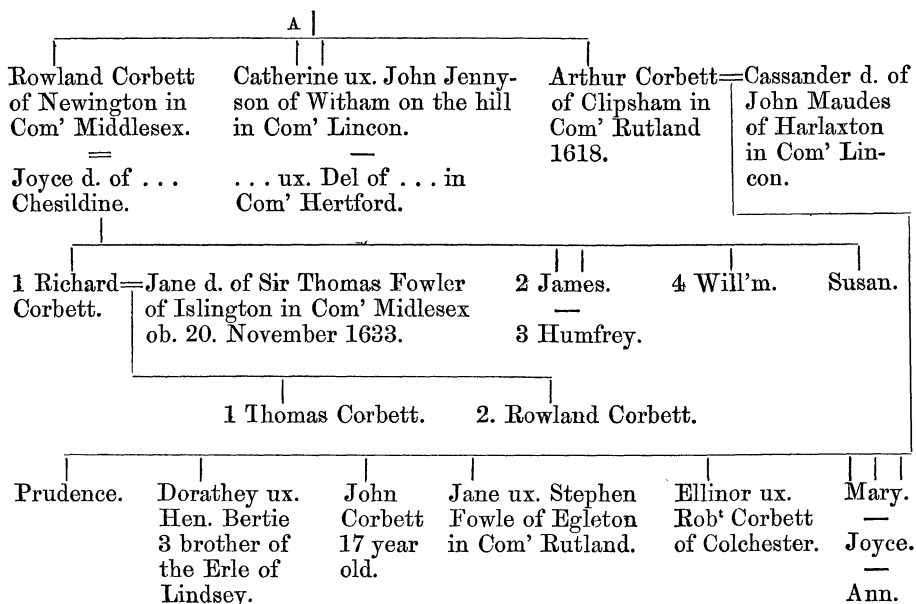 A
Rowland Corbett
of Newington in
Com' Middlesex.
=
Joyce d. of ...
Chesildine.
Catherine ux. John Jenny-
son of Witham on the hill
in Com' Lincon.
—
... ux. Del of ... in
Com' Hertford.
Arthur Corbett=Cassander d. of
of Clipsham in
Com' Rutland
1618.
John Maudes
of Harlaxton
in Com' Lin-
con.
1 Richard=Jane d. of Sir Thomas Fowler
Corbett.
of Islington in Com' Midlesex
ob. 20. November 1633.
2 James.
—
3 Humfrey.
4 Will'm.
Susan.
1 Thomas Corbett.
2. Rowland Corbett.
Prudence.
Dorathey ux.
Hen. Bertie
3 brother of
the Erle of
Lindsey.
John
Corbett
17 year
old.
Jane ux. Stephen
Fowle of Egleton
in Com' Rutland.
Ellinor ux.
Robᵗ Corbett
of Colchester.
Mary.
—
Joyce.
—
Ann.